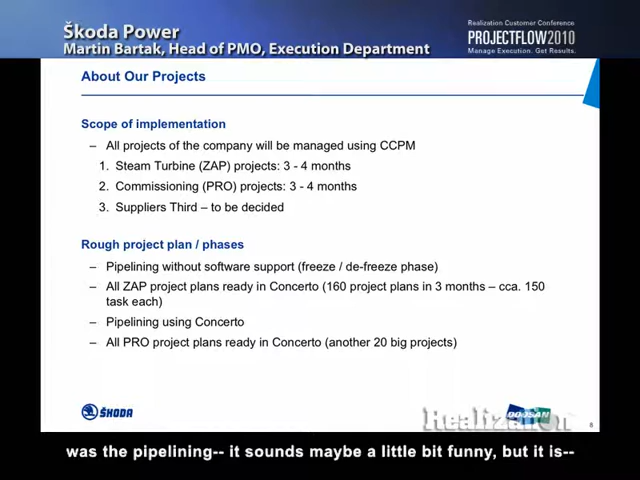 Škoda Power
Martin Bartak, Head of PMO, Execution Department
Realization Customer Conference
PROJECTFLOW2010
Manage Execution. Get Results.
About Our Projects
Scope of implementation
– All projects of the company will be managed using CCPM
1. Steam Turbine (ZAP) projects: 3 - 4 months
2. Commissioning (PRO) projects: 3 - 4 months
3. Suppliers Third – to be decided
Rough project plan / phases
– Pipelining without software support (freeze / de-freeze phase)
– All ZAP project plans ready in Concerto (160 project plans in 3 months – cca. 150
task each)
– Pipelining using Concerto
– All PRO project plans ready in Concerto (another 20 big projects)
ŠKODA
DOOSAN
Realization
8
was the pipelining-- it sounds maybe a little bit funny, but it is--